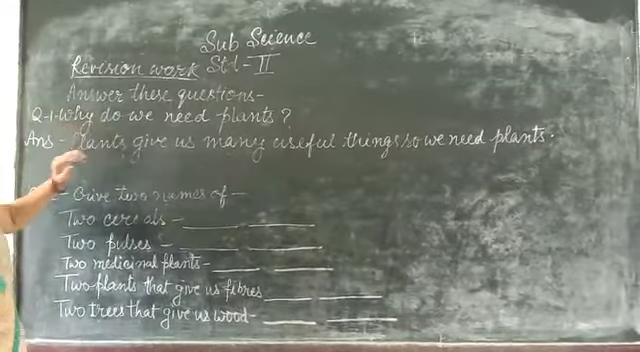 Sub Science
Revision work Std - II
Answer these questions-
Q-1-Why do we need plants?
Ans - Plants give us many useful things so we need plants.
- Give two names of -
Two cereals -
Two pulses -
Two medicinal plants-
Two plants that give us fibres
Two trees that give us wood-